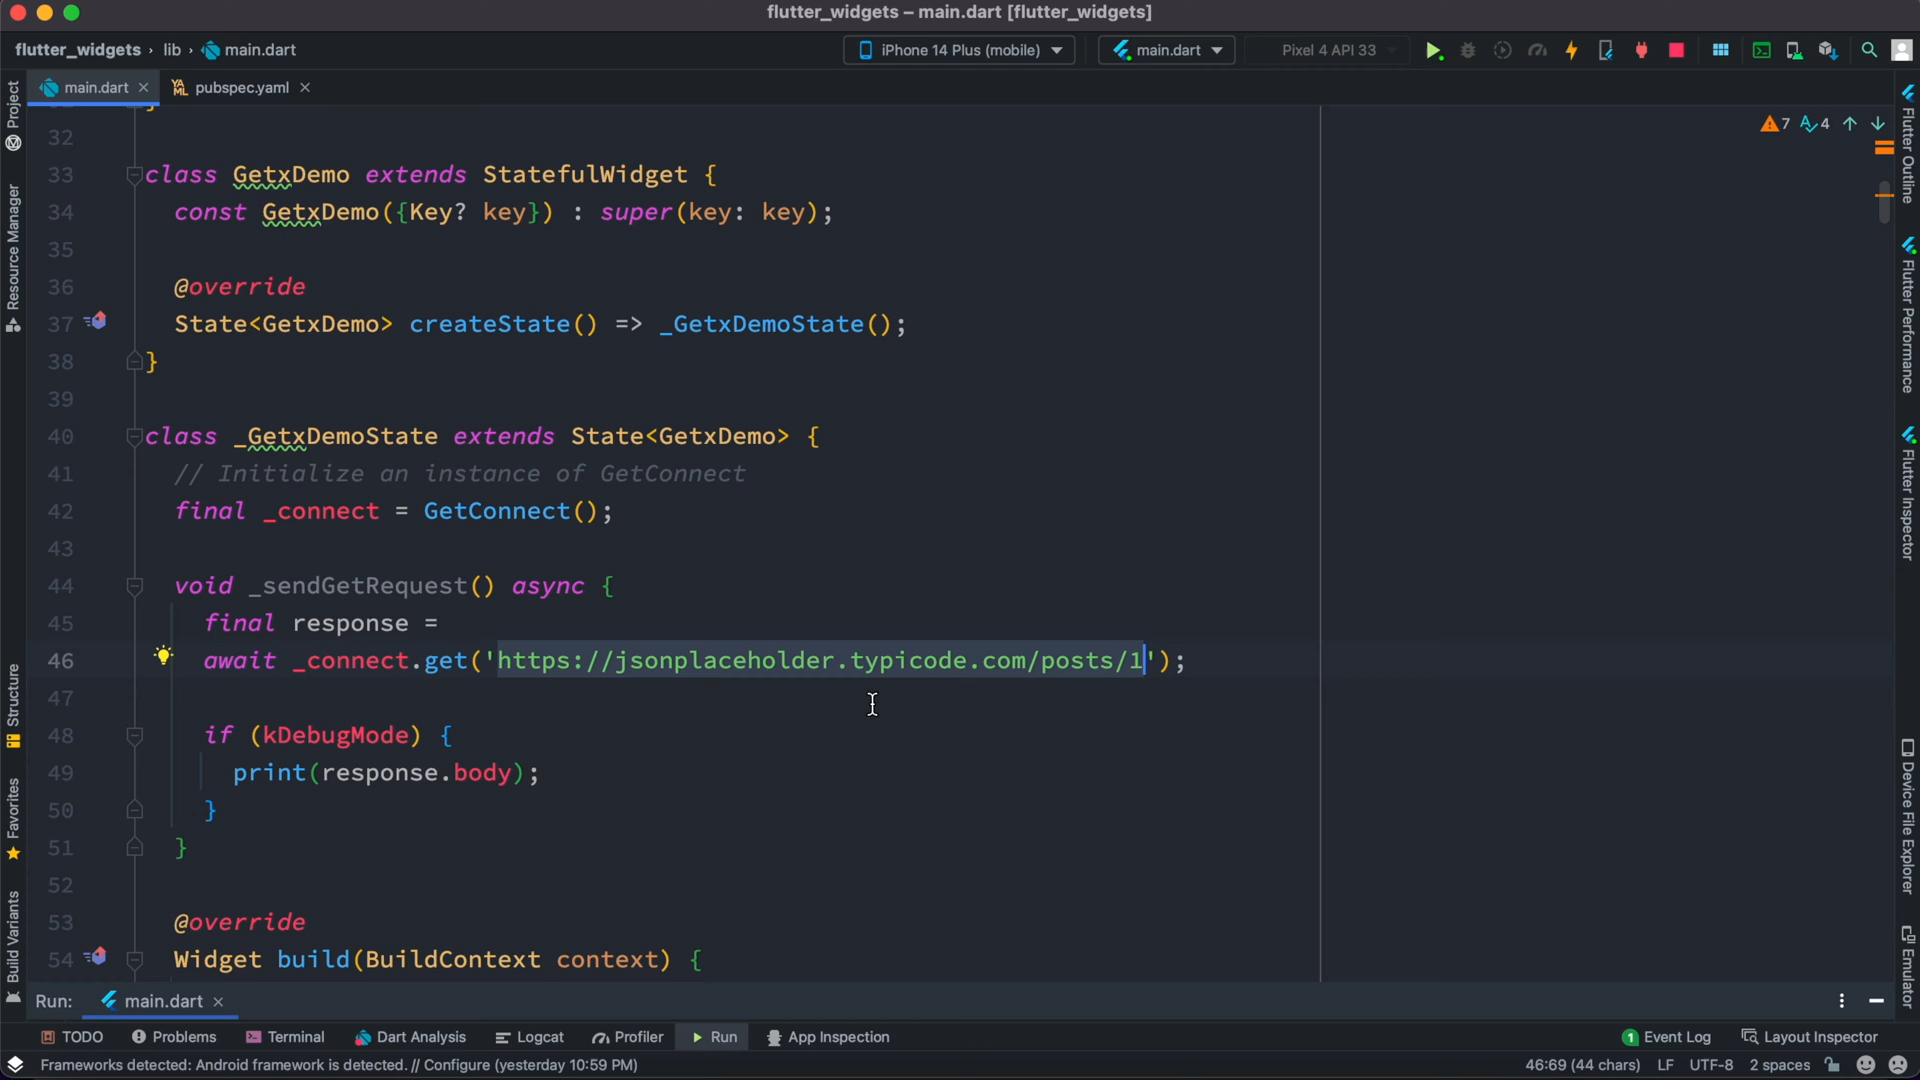 flutter_widgets – main.dart [flutter_widgets]
flutter_widgets › lib › main.dart
iPhone 14 Plus (mobile)
main.dart
Pixel 4 API 33
main.dart
YAML
pubspec.yaml
7
4
32
33 class GetxDemo extends StatefulWidget {
34 const GetxDemo({Key? key}) : super(key: key);
35
36 @override
37 State<GetxDemo> createState() => _GetxDemoState();
38 }
39
40 class _GetxDemoState extends State<GetxDemo> {
41 // Initialize an instance of GetConnect
42 final _connect = GetConnect();
43
44 void _sendGetRequest() async {
45 final response =
46 await _connect.get('https://jsonplaceholder.typicode.com/posts/1');
47
48 if (kDebugMode) {
49 print(response.body);
50 }
51 }
52
53 @override
54 Widget build(BuildContext context) {
Project
Resource Manager
Structure
Favorites
Build Variants
Flutter Outline
Flutter Performance
Flutter Inspector
Device File Explorer
Emulator
Run:
main.dart
TODO
Problems
Terminal
Dart Analysis
Logcat
Profiler
Run
App Inspection
1
Event Log
Layout Inspector
Frameworks detected: Android framework is detected. // Configure (yesterday 10:59 PM)
46:69 (44 chars)
LF
UTF-8
2 spaces